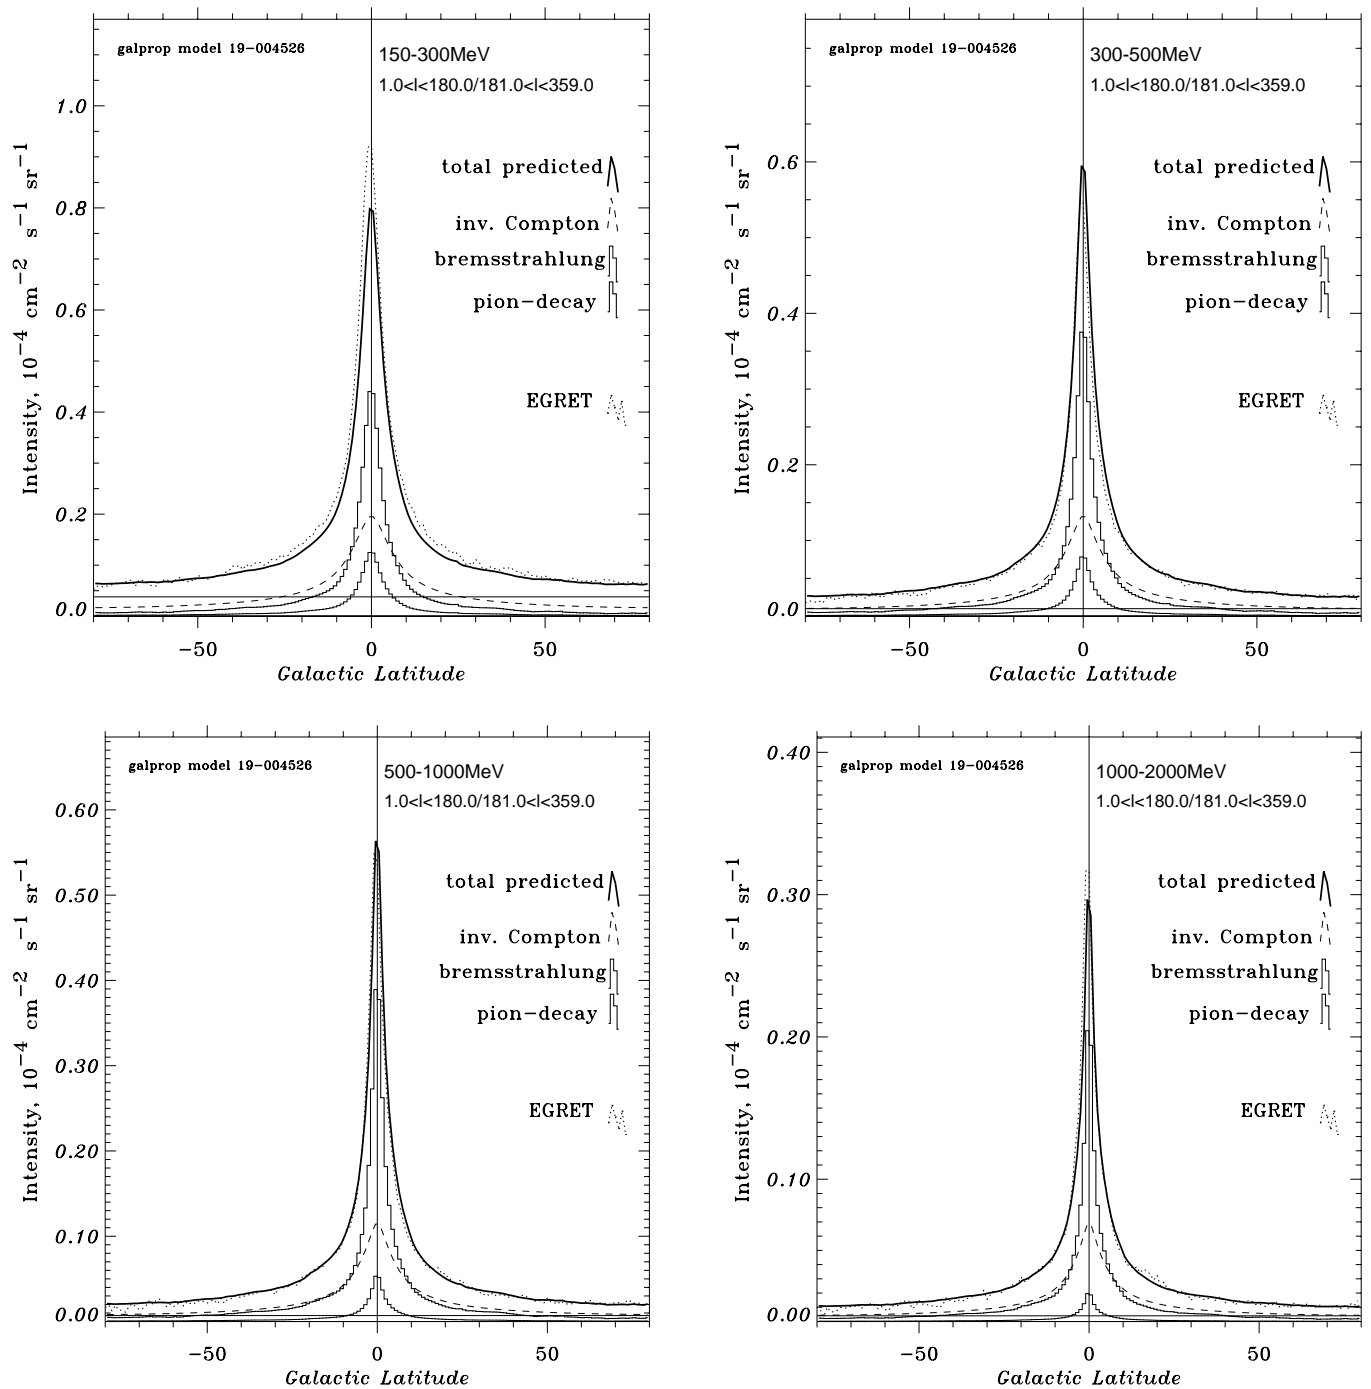 galprop model 19-004526
150-300MeV
1.0<l<180.0/181.0<l<359.0
total predicted
inv. Compton
bremsstrahlung
pion-decay
EGRET
1.0
0.8
0.6
0.4
0.2
0.0
Intensity, 10⁻⁴ cm⁻² s⁻¹ sr⁻¹
-50 0 50
Galactic Latitude
galprop model 19-004526
300-500MeV
1.0<l<180.0/181.0<l<359.0
total predicted
inv. Compton
bremsstrahlung
pion-decay
EGRET
0.6
0.4
0.2
0.0
Intensity, 10⁻⁴ cm⁻² s⁻¹ sr⁻¹
-50 0 50
Galactic Latitude
galprop model 19-004526
500-1000MeV
1.0<l<180.0/181.0<l<359.0
total predicted
inv. Compton
bremsstrahlung
pion-decay
EGRET
0.60
0.50
0.40
0.30
0.20
0.10
0.00
Intensity, 10⁻⁴ cm⁻² s⁻¹ sr⁻¹
-50 0 50
Galactic Latitude
galprop model 19-004526
1000-2000MeV
1.0<l<180.0/181.0<l<359.0
total predicted
inv. Compton
bremsstrahlung
pion-decay
EGRET
0.40
0.30
0.20
0.10
0.00
Intensity, 10⁻⁴ cm⁻² s⁻¹ sr⁻¹
-50 0 50
Galactic Latitude